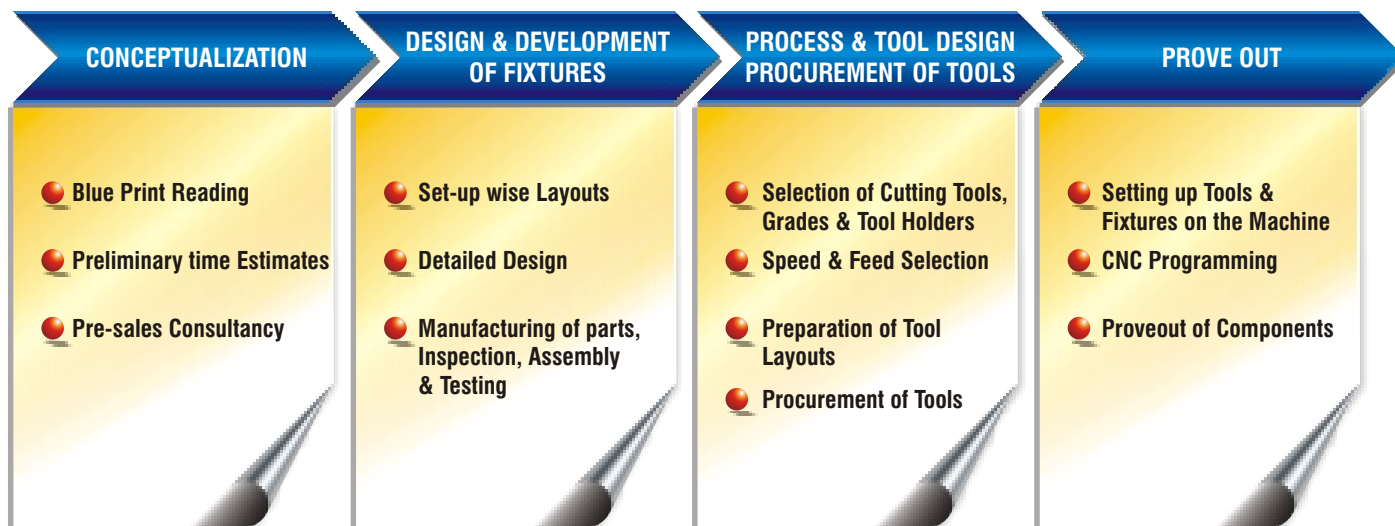 CONCEPTUALIZATION
Blue Print Reading
Preliminary time Estimates
Pre-sales Consultancy
DESIGN & DEVELOPMENT
OF FIXTURES
Set-up wise Layouts
Detailed Design
Manufacturing of parts,
Inspection, Assembly
& Testing
PROCESS & TOOL DESIGN
PROCUREMENT OF TOOLS
Selection of Cutting Tools,
Grades & Tool Holders
Speed & Feed Selection
Preparation of Tool
Layouts
Procurement of Tools
PROVE OUT
Setting up Tools &
Fixtures on the Machine
CNC Programming
Proveout of Components